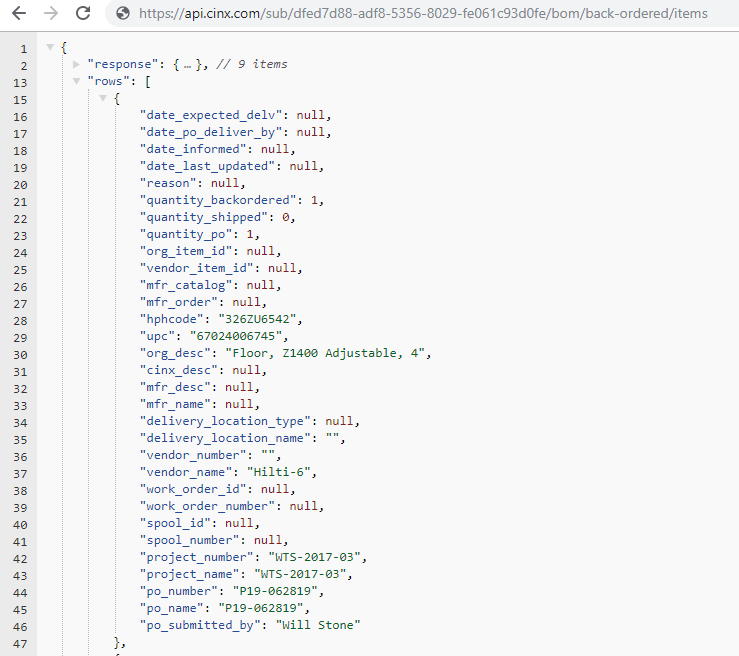 https://api.cinx.com/sub/dfed7d88-adf8-5356-8029-fe061c93d0fe/bom/back-ordered/items
1 {
2 "response": { … }, // 9 items
13 "rows": [
15 {
16 "date_expected_delv": null,
17 "date_po_deliver_by": null,
18 "date_informed": null,
19 "date_last_updated": null,
20 "reason": null,
21 "quantity_backordered": 1,
22 "quantity_shipped": 0,
23 "quantity_po": 1,
24 "org_item_id": null,
25 "vendor_item_id": null,
26 "mfr_catalog": null,
27 "mfr_order": null,
28 "hphcode": "326ZU6542",
29 "upc": "67024006745",
30 "org_desc": "Floor, Z1400 Adjustable, 4",
31 "cinx_desc": null,
32 "mfr_desc": null,
33 "mfr_name": null,
34 "delivery_location_type": null,
35 "delivery_location_name": "",
36 "vendor_number": "",
37 "vendor_name": "Hilti-6",
38 "work_order_id": null,
39 "work_order_number": null,
40 "spool_id": null,
41 "spool_number": null,
42 "project_number": "WTS-2017-03",
43 "project_name": "WTS-2017-03",
44 "po_number": "P19-062819",
45 "po_name": "P19-062819",
46 "po_submitted_by": "Will Stone"
47 },